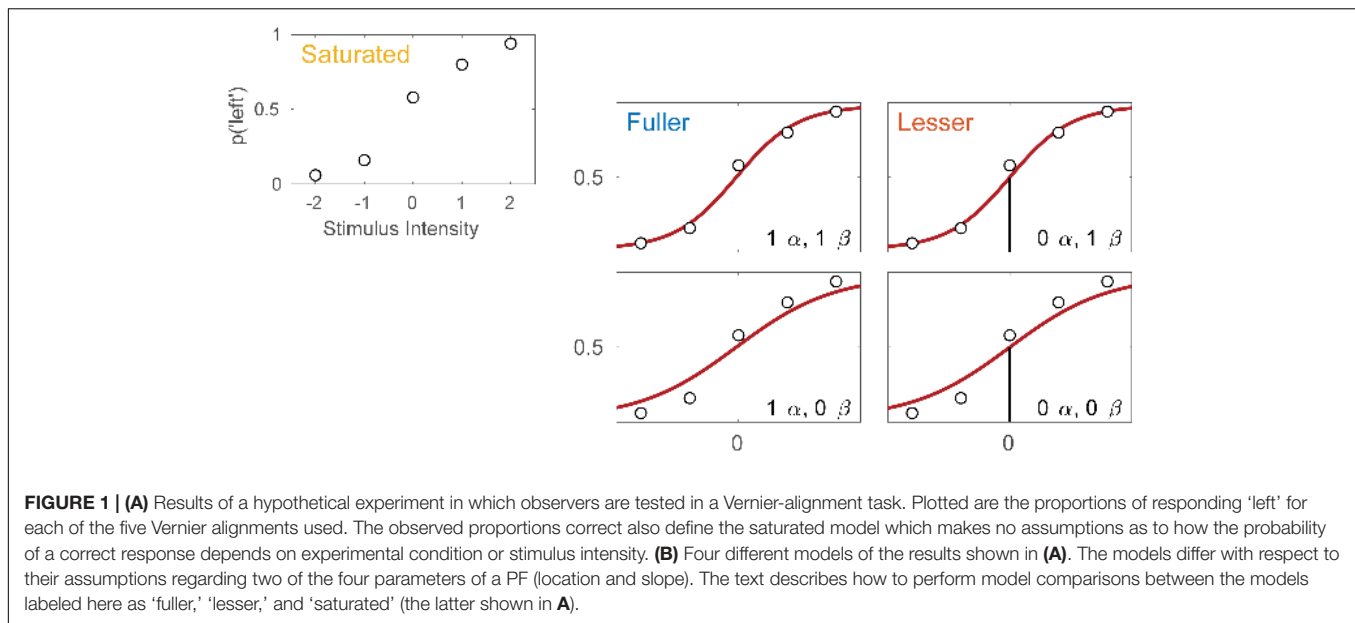 1
Saturated
0.5
p('left')
0
-2 -1 0 1 2
Stimulus Intensity
Fuller
0.5
1 α, 1 β
Lesser
0 α, 1 β
0.5
1 α, 0 β
0
0 α, 0 β
0
FIGURE 1 | (A) Results of a hypothetical experiment in which observers are tested in a Vernier-alignment task. Plotted are the proportions of responding ‘left’ for
each of the five Vernier alignments used. The observed proportions correct also define the saturated model which makes no assumptions as to how the probability
of a correct response depends on experimental condition or stimulus intensity. (B) Four different models of the results shown in (A). The models differ with respect to
their assumptions regarding two of the four parameters of a PF (location and slope). The text describes how to perform model comparisons between the models
labeled here as ‘fuller,’ ‘lesser,’ and ‘saturated’ (the latter shown in A).